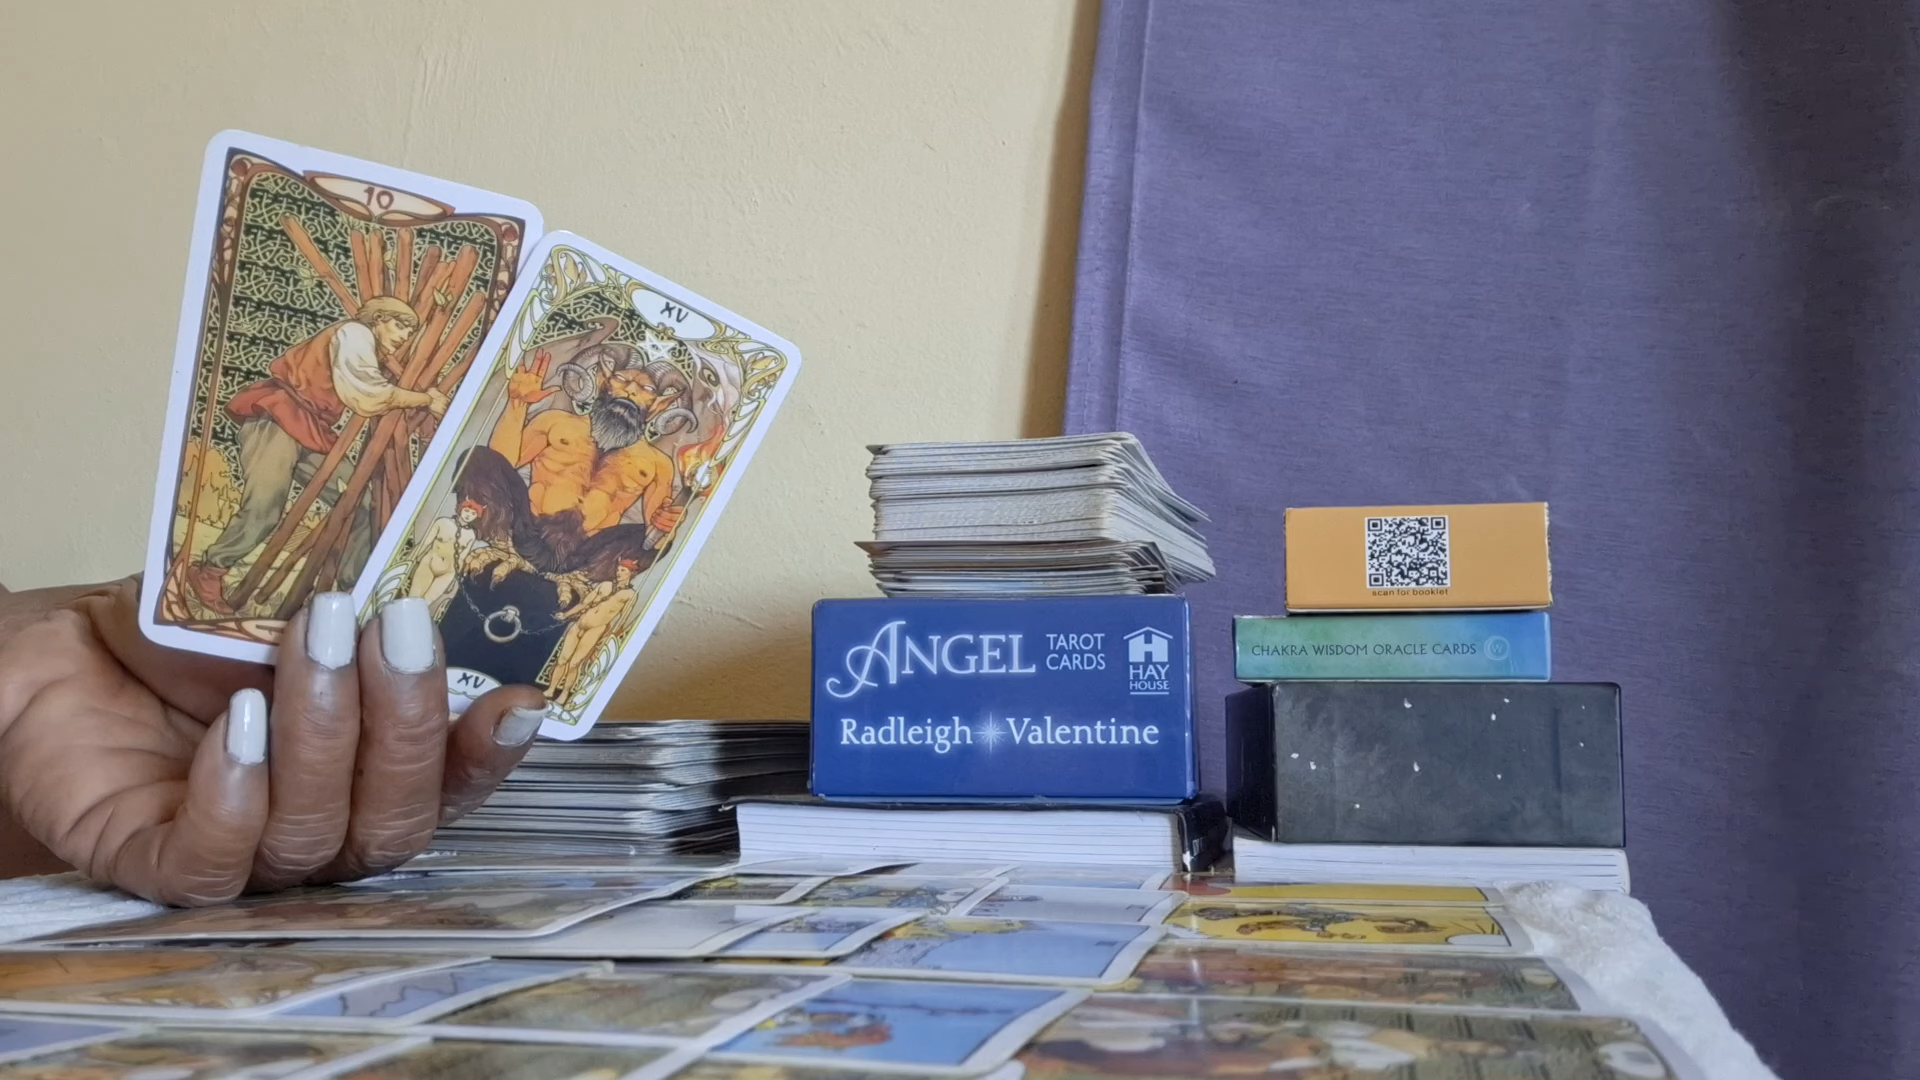 10
XV
XV
ANGEL
TAROT
CARDS
HAY
HOUSE
Radleigh Valentine
scan for booklet
CHAKRA WISDOM ORACLE CARDS